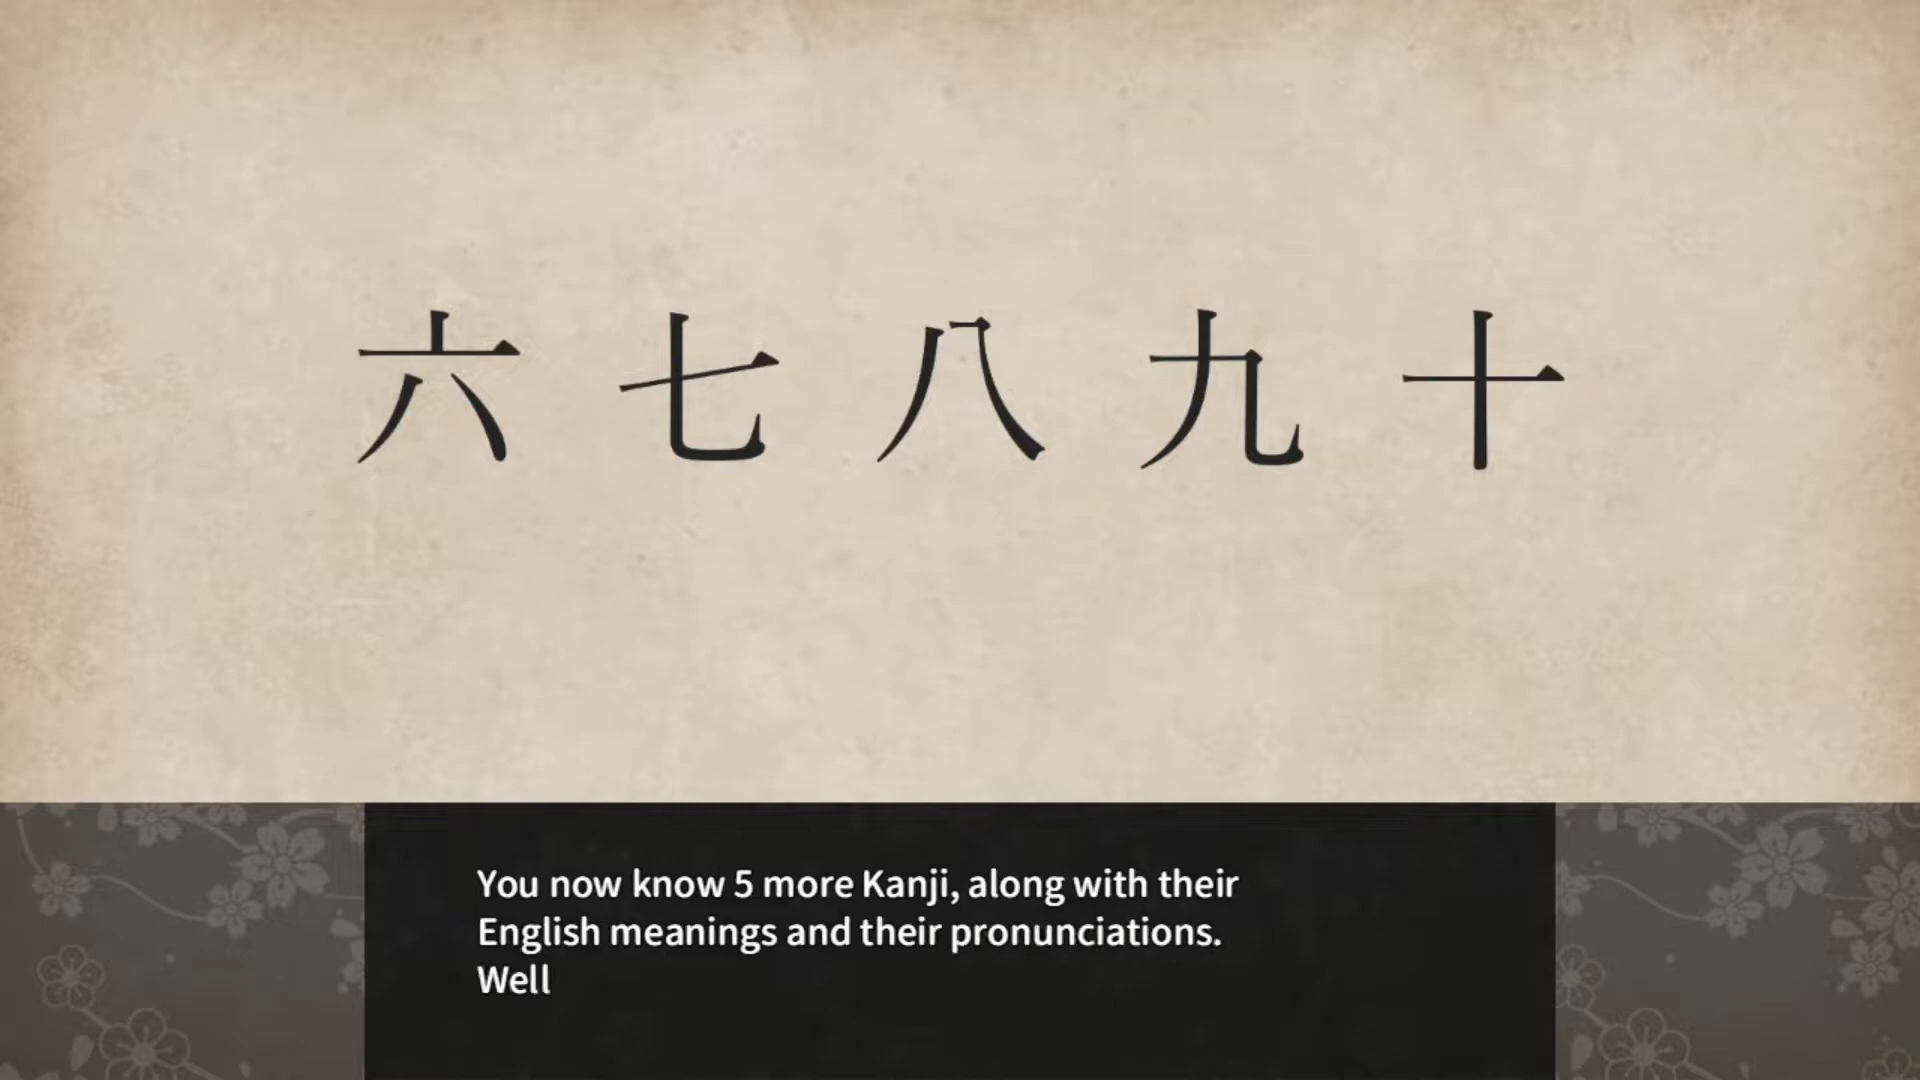 六 七 八 九 十
You now know 5 more Kanji, along with their
English meanings and their pronunciations.
Well